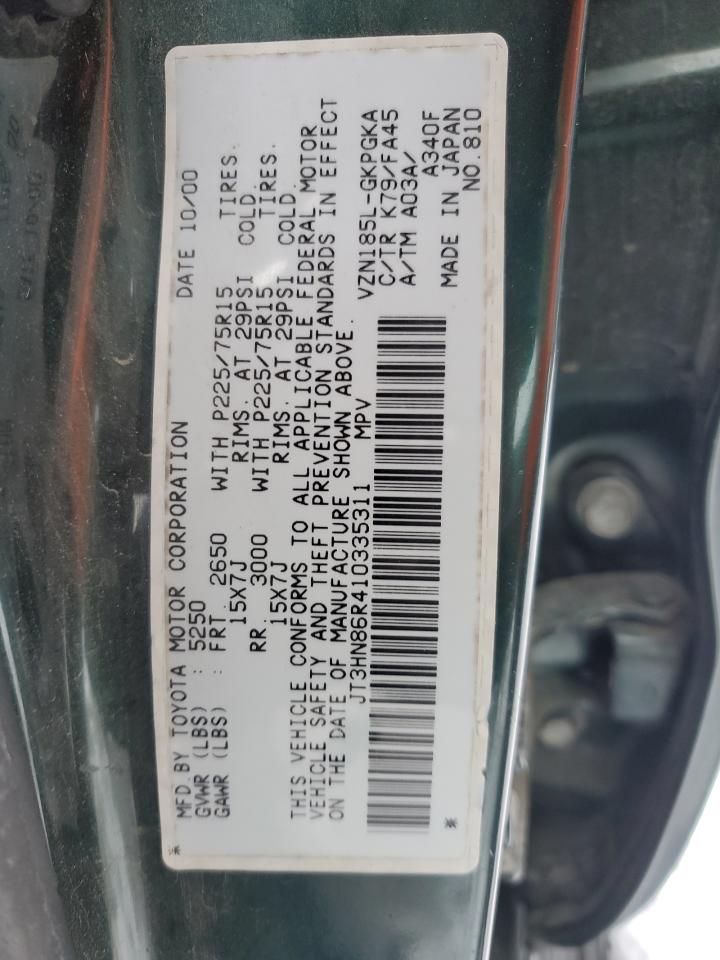 MFD.BY TOYOTA MOTOR CORPORATION DATE 10/00
GVWR (LBS) : 5250
GAWR (LBS) : FRT. 2650 WITH P225/75R15 TIRES.
15X7J RIMS. AT 29PSI COLD.
RR. 3000 WITH P225/75R15 TIRES.
15X7J RIMS. AT 29PSI COLD.
THIS VEHICLE CONFORMS TO ALL APPLICABLE FEDERAL MOTOR
VEHICLE SAFETY AND THEFT PREVENTION STANDARDS IN EFFECT
ON THE DATE OF MANUFACTURE SHOWN ABOVE.
JT3HN86R410335311 MPV
VZN185L-GKPGKA
C/TR K79/FA45
A/TM A03A/
A340F
MADE IN JAPAN
NO.810